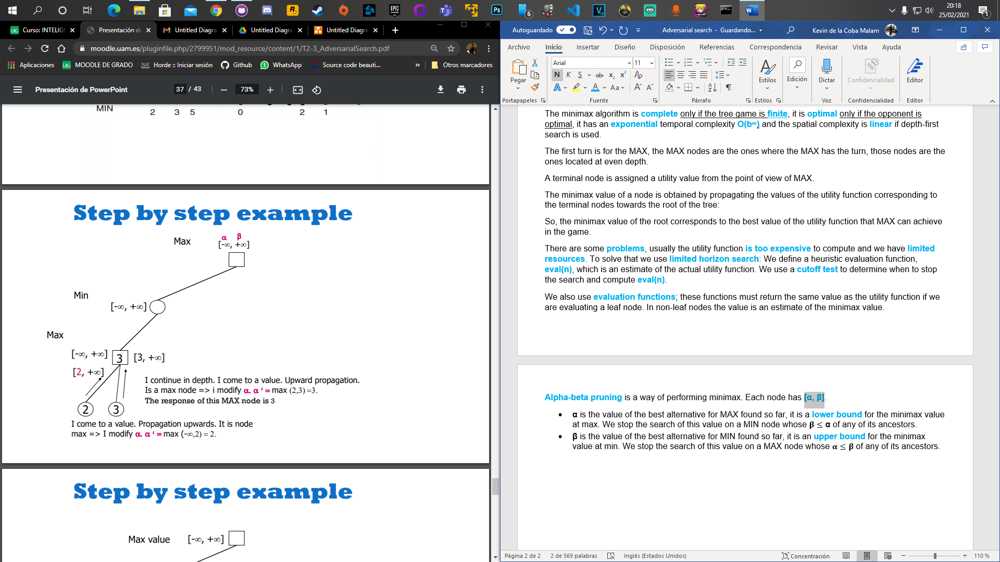 20:18
25/02/2021
6
1
Curso: INTELIGE
Presentación de
Untitled Diagra
Untitled Diagra
Untitled Diagra
moodle.uam.es/pluginfile.php/2799951/mod_resource/content/1/T2-3_AdversarialSearch.pdf
Aplicaciones
MOODLE DE GRADO
Horde :: Iniciar sesión
Github
WhatsApp
Source code beauti...
»
Otros marcadores
Presentación de PowerPoint
37 / 43
73%
MIN
2 3 5 0 2 1
Step by step example
Max
α β
[-∞, +∞]
Min
[-∞, +∞]
Max
[-∞, +∞]
3
[3, +∞]
[2, +∞]
I continue in depth. I come to a value. Upward propagation.
Is a max node => i modify α. α ‘ = max (2,3) =3.
The response of this MAX node is 3
2
3
I come to a value. Propagation upwards. It is node
max => I modify α. α ‘ = max (-∞,2) = 2.
Step by step example
Max value
[-∞, +∞]
Autoguardado
Adversarial search - Guardando...
Kevin de la Coba Malam
Archivo
Inicio
Insertar
Diseño
Disposición
Referencias
Correspondencia
Revisar
Vista
Ayuda
Pegar
Arial
11
N K S ab x₂ x²
A A Aa A A
Estilos
Edición
Dictar
Confidencialidad
Editor
Portapapeles
Fuente
Párrafo
Estilos
Voz
Confidencialidad
Editor
The minimax algorithm is complete only if the tree game is finite, it is optimal only if the opponent is
optimal, it has an exponential temporal complexity O(bᵐ) and the spatial complexity is linear if depth-first
search is used.
The first turn is for the MAX, the MAX nodes are the ones where the MAX has the turn, those nodes are the
ones located at even depth.
A terminal node is assigned a utility value from the point of view of MAX.
The minimax value of a node is obtained by propagating the values of the utility function corresponding to
the terminal nodes towards the root of the tree:
So, the minimax value of the root corresponds to the best value of the utility function that MAX can achieve
in the game.
There are some problems, usually the utility function is too expensive to compute and we have limited
resources. To solve that we use limited horizon search: We define a heuristic evaluation function,
eval(n), which is an estimate of the actual utility function. We use a cutoff test to determine when to stop
the search and compute eval(n).
We also use evaluation functions; these functions must return the same value as the utility function if we
are evaluating a leaf node. In non-leaf nodes the value is an estimate of the minimax value.
Alpha-beta pruning is a way of performing minimax. Each node has [α, β].
• α is the value of the best alternative for MAX found so far, it is a lower bound for the minimax value
at max. We stop the search of this value on a MIN node whose β ≤ α of any of its ancestors.
• β is the value of the best alternative for MIN found so far, it is an upper bound for the minimax
value at min. We stop the search of this value on a MAX node whose α ≤ β of any of its ancestors.
Página 2 de 2
2 de 569 palabras
Inglés (Estados Unidos)
Concentración
110 %